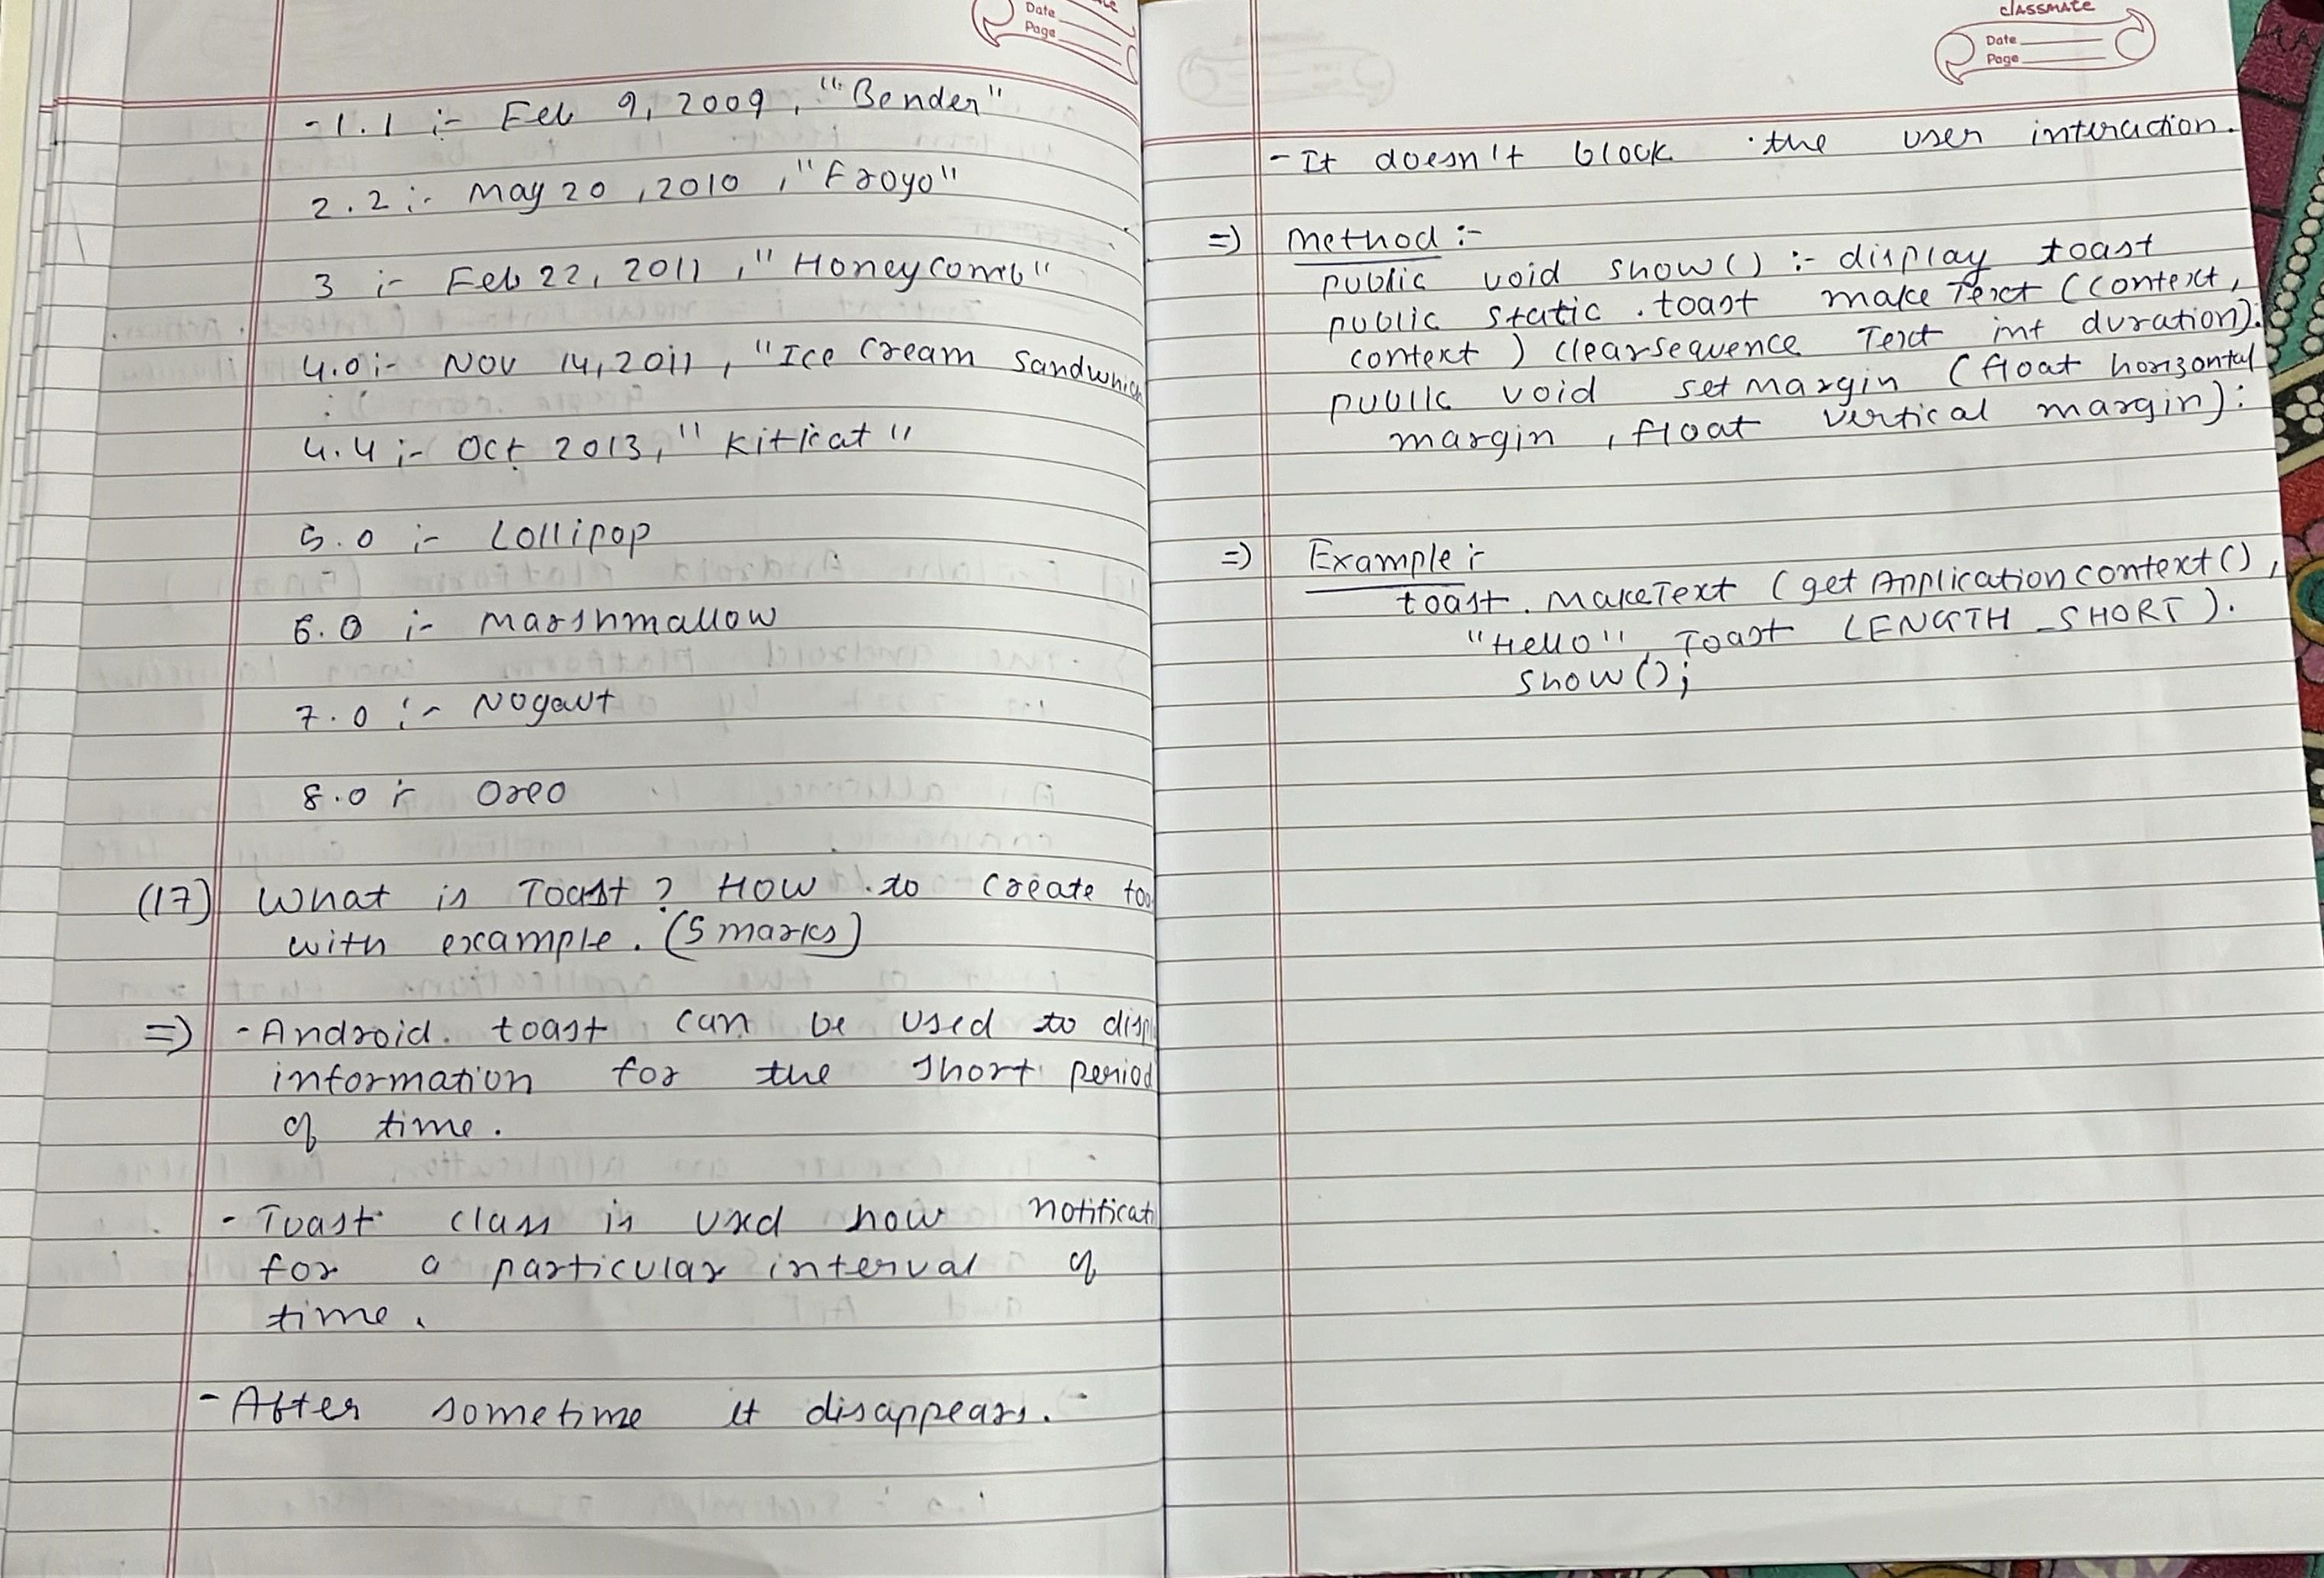 Date
Page
- 1.1 :- Feb 9, 2009, "Bender"
2.2 :- May 20, 2010, "Froyo"
3 :- Feb 22, 2011, "Honeycomb"
4.0 :- Nov 14, 2011, "Ice Cream Sandwhich
4.4 :- Oct 2013, "Kitkat"
5.0 :- Lollipop
6.0 :- Marshmallow
7.0 :- Nogaut
8.0 :- Oreo
(17) What is Toast? How to create toa
with example. (5 marks)
=) - Android toast can be used to displ
information for the short period
of time.
- Toast class is used how notificat
for a particular interval of
time.
- After sometime it disappears.
classmate
Date
Page
- It doesn't block the user interaction.
=) Method :-
public void show() :- display toast
public static toast make Text (context,
context) clearsequence Text int duration):
public void set margin (float horizontal
margin, float vertical margin):
=) Example :-
toast. MakeText (get Application context(),
"Hello", Toast LENGTH_SHORT).
show();